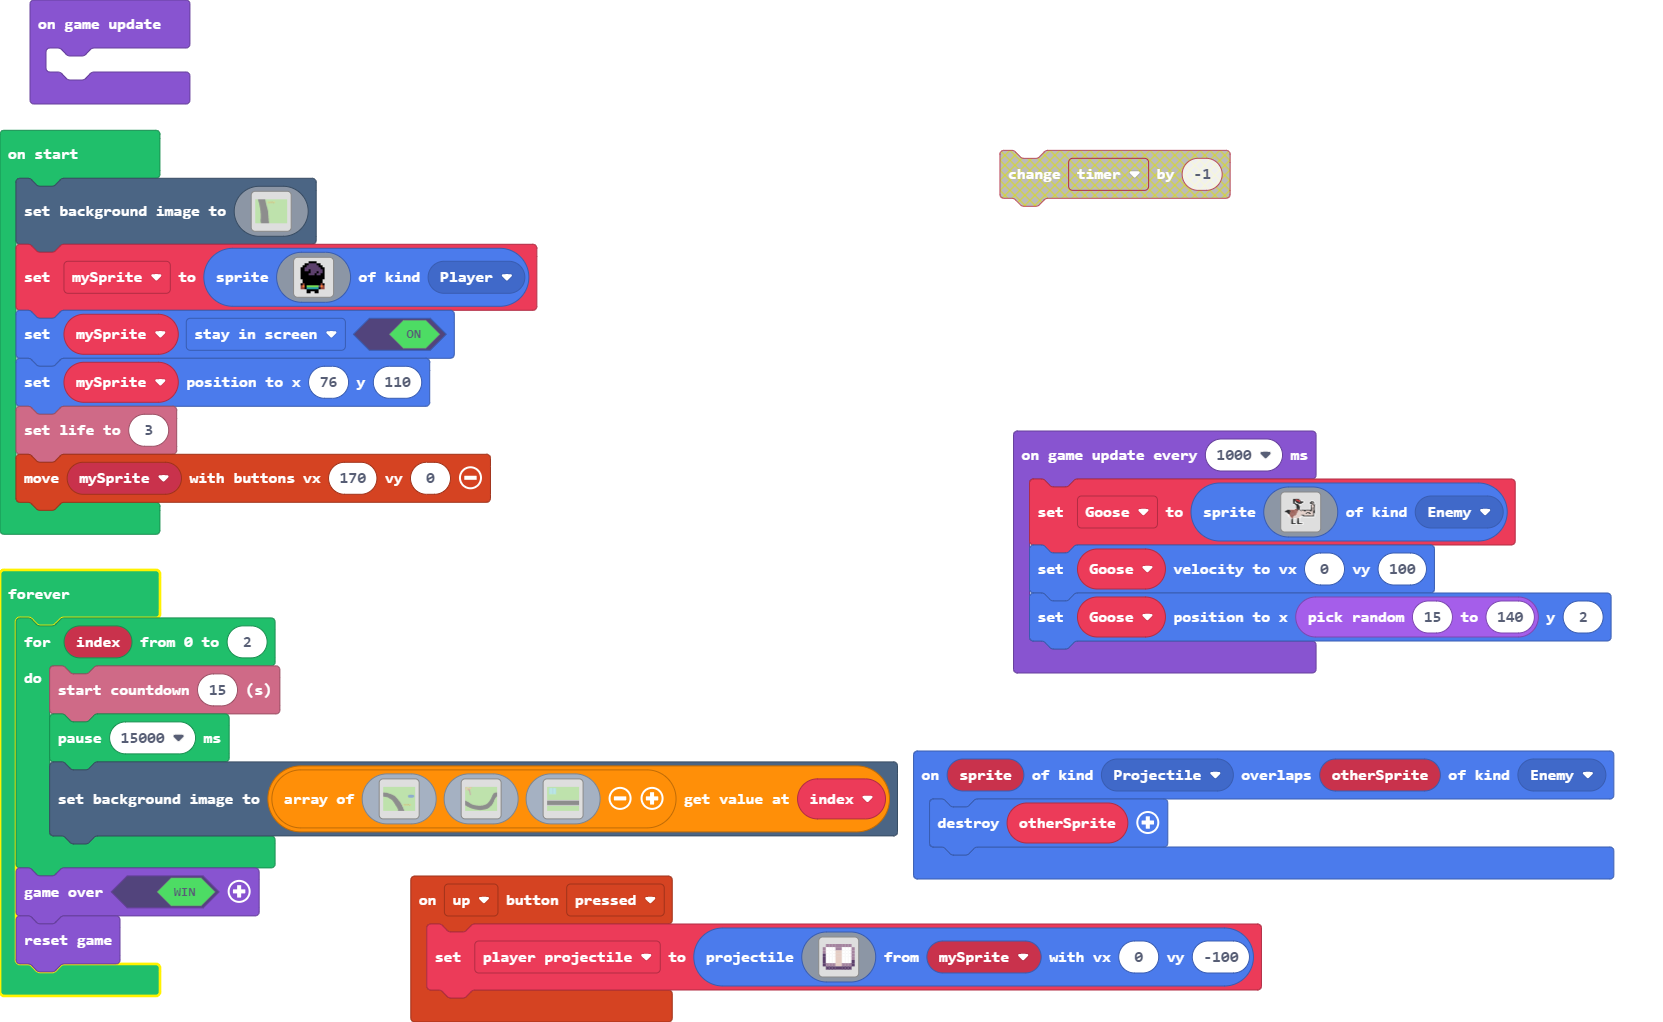 on game update
on start
set background image to
set mySprite to sprite of kind Player
set mySprite stay in screen ON
set mySprite position to x 76 y 110
set life to 3
move mySprite with buttons vx 170 vy 0
change timer by -1
on game update every 1000 ms
set Goose to sprite of kind Enemy
set Goose velocity to vx 0 vy 100
set Goose position to x pick random 15 to 140 y 2
forever
for index from 0 to 2
do
start countdown 15 (s)
pause 15000 ms
set background image to array of get value at index
game over WIN
reset game
on sprite of kind Projectile overlaps otherSprite of kind Enemy
destroy otherSprite
on up button pressed
set player projectile to projectile from mySprite with vx 0 vy -100